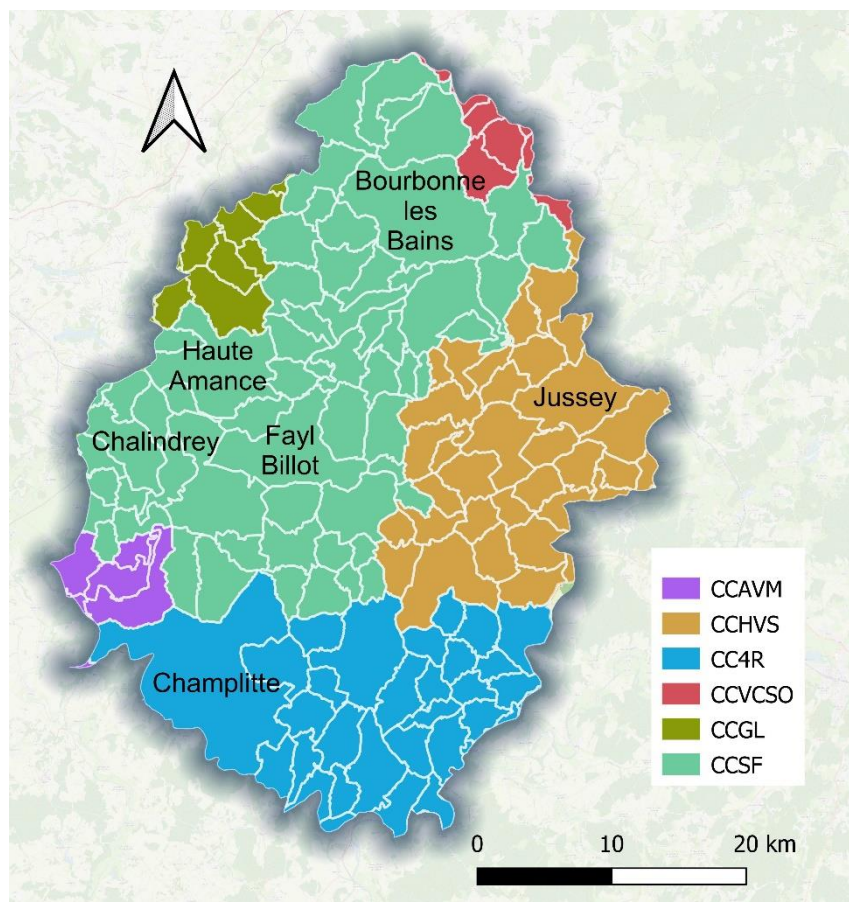 Bourbonne
les
Bains
Haute
Amance
Jussey
Chalindrey
Fayl
Billot
Champlitte
CCAVM
CCHVS
CC4R
CCVCSO
CCGL
CCSF
0 10 20 km